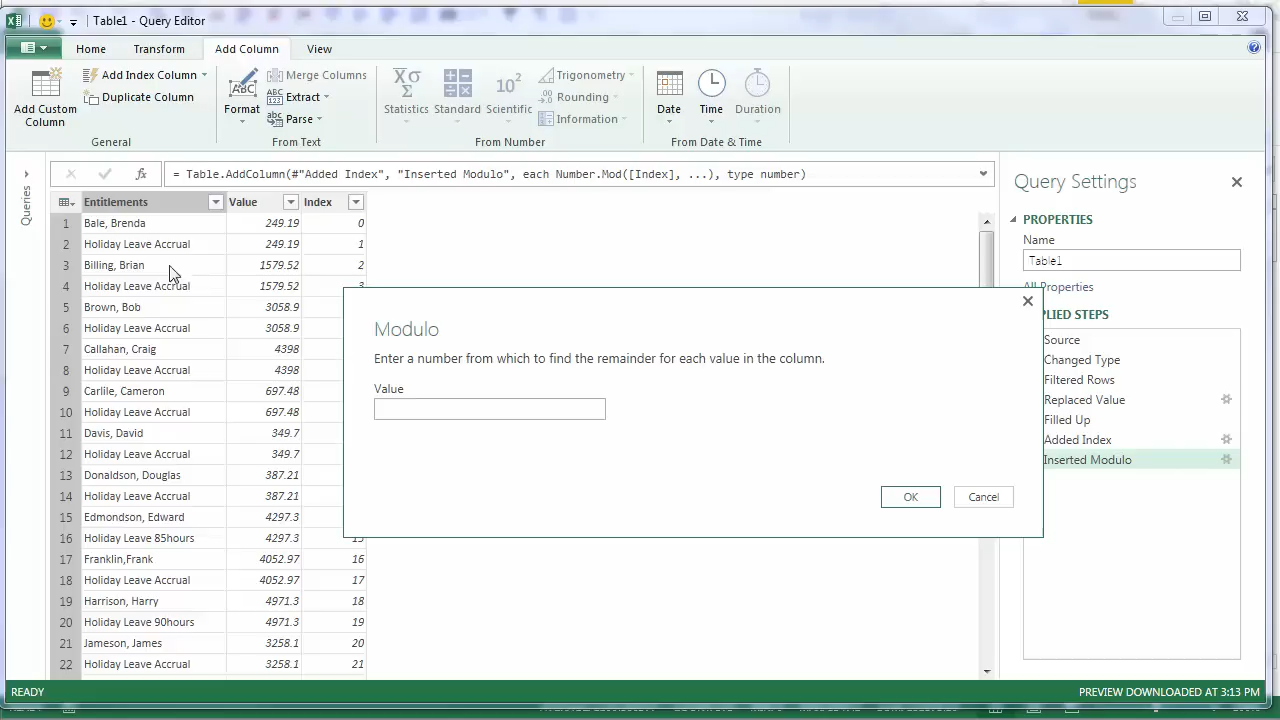 Table1 - Query Editor
Home Transform Add Column View
Add Custom Column
Add Index Column
Duplicate Column
General
Format
Merge Columns
Extract
Parse
From Text
Statistics
Standard
Scientific
Trigonometry
Rounding
Information
From Number
Date
Time
Duration
From Date & Time
Queries
= Table.AddColumn(#"Added Index", "Inserted Modulo", each Number.Mod([Index], ...), type number)
Entitlements Value Index
1 Bale, Brenda 249.19 0
2 Holiday Leave Accrual 249.19 1
3 Billing, Brian 1579.52 2
4 Holiday Leave Accrual 1579.52 3
5 Brown, Bob 3058.9
6 Holiday Leave Accrual 3058.9
7 Callahan, Craig 4398
8 Holiday Leave Accrual 4398
9 Carlile, Cameron 697.48
10 Holiday Leave Accrual 697.48
11 Davis, David 349.7
12 Holiday Leave Accrual 349.7
13 Donaldson, Douglas 387.21
14 Holiday Leave Accrual 387.21
15 Edmondson, Edward 4297.3
16 Holiday Leave 85hours 4297.3 15
17 Franklin,Frank 4052.97 16
18 Holiday Leave Accrual 4052.97 17
19 Harrison, Harry 4971.3 18
20 Holiday Leave 90hours 4971.3 19
21 Jameson, James 3258.1 20
22 Holiday Leave Accrual 3258.1 21
Modulo
Enter a number from which to find the remainder for each value in the column.
Value
OK Cancel
Query Settings
PROPERTIES
Name
Table1
All Properties
PLIED STEPS
Source
Changed Type
Filtered Rows
Replaced Value
Filled Up
Added Index
Inserted Modulo
READY
PREVIEW DOWNLOADED AT 3:13 PM